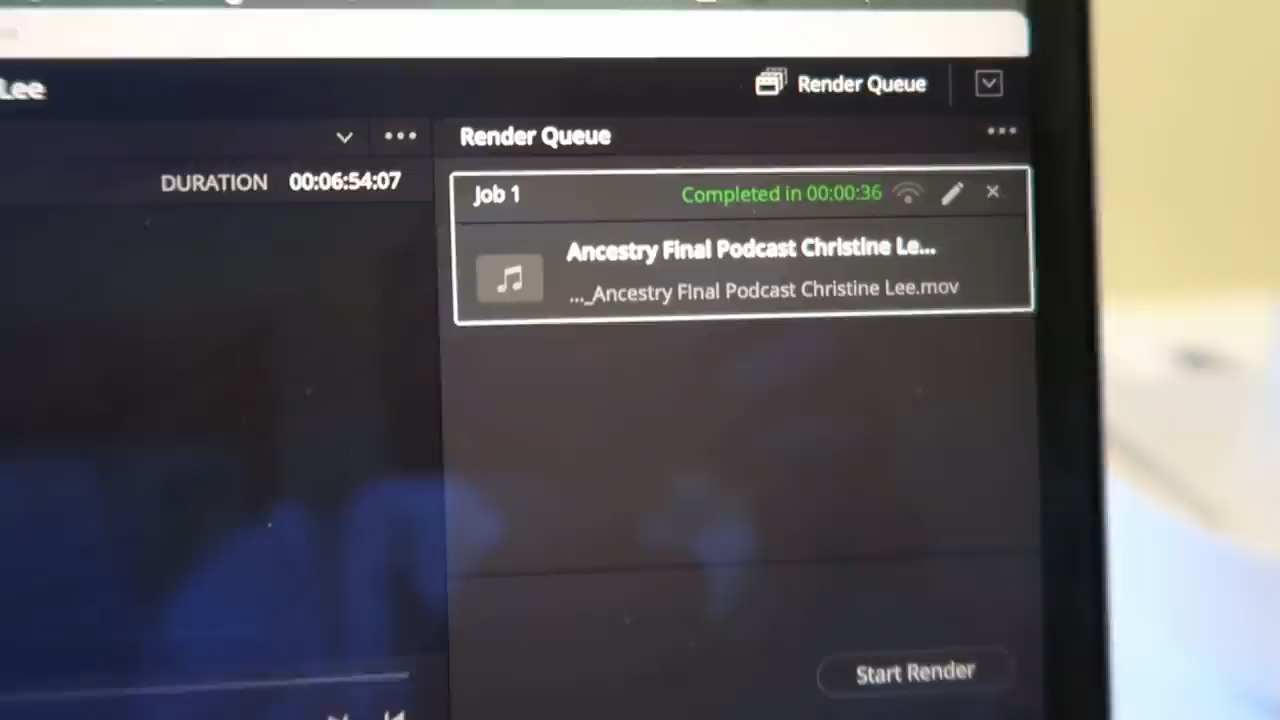 Lee
Render Queue
Render Queue
DURATION 00:06:54:07
Job 1 Completed in 00:00:36
Ancestry Final Podcast Christine Le...
..._Ancestry FInal Podcast Christine Lee.mov
Start Render